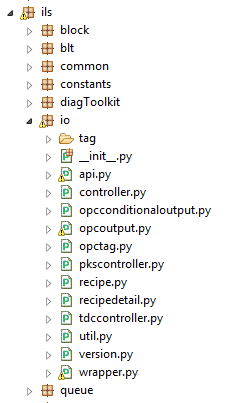 ils
block
blt
common
constants
diagToolkit
io
tag
__init__.py
api.py
controller.py
opcconditionaloutput.py
opcoutput.py
opctag.py
pkscontroller.py
recipe.py
recipedetail.py
tdccontroller.py
util.py
version.py
wrapper.py
queue